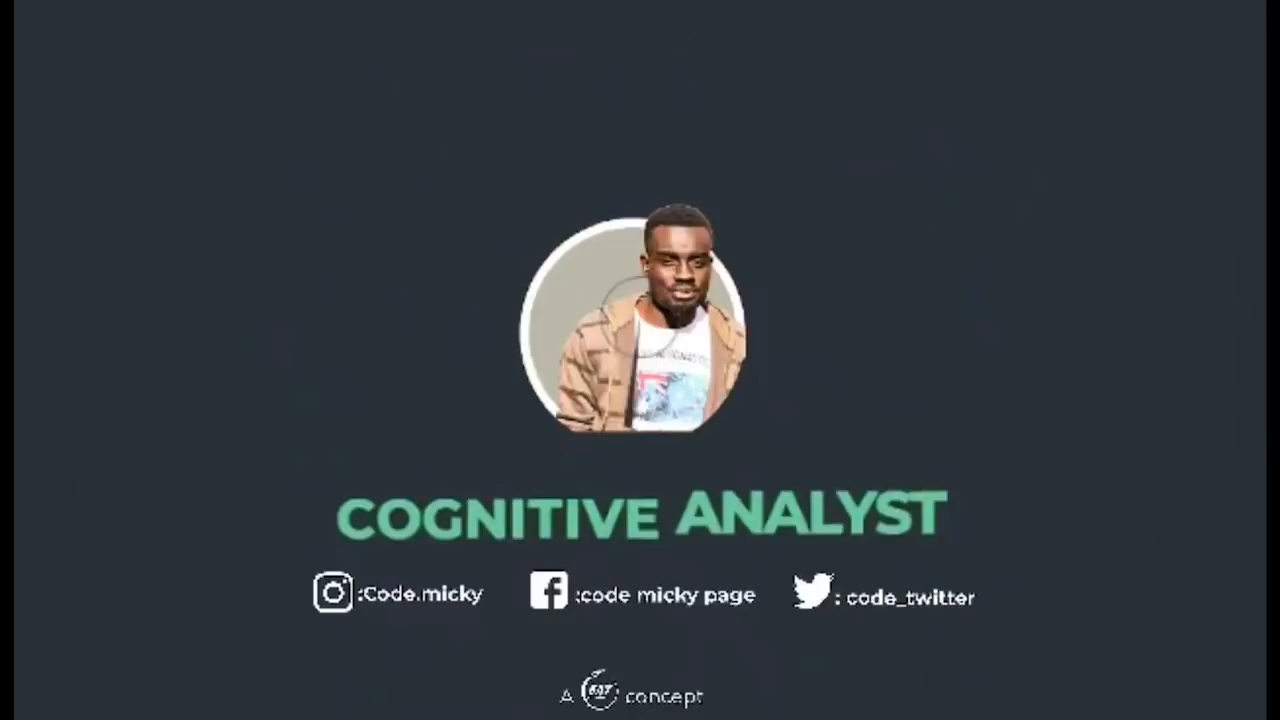 COGNITIVE ANALYST
:Code.micky :code micky page : code_twitter
A concept